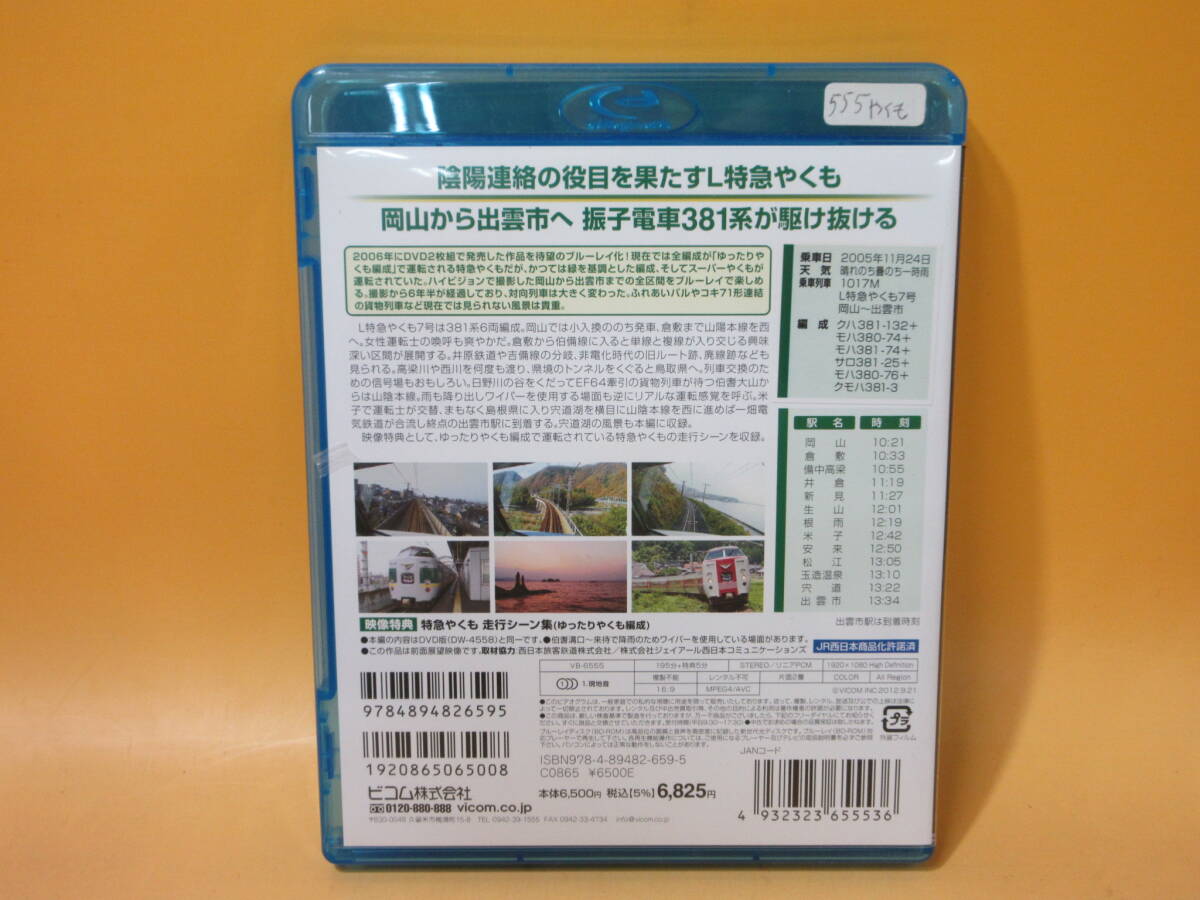 555やくも
陰陽連絡の役目を果たすL特急やくも
岡山から出雲市へ 振子電車381系が駆け抜ける
2006年にDVD2枚組で発売した作品を待望のブルーレイ化！現在では全編成が「ゆったりや
くも編成」で運転される特急やくもだが、かつては緑を基調とした編成、そしてスーパーやくもが
運転されていた。ハイビジョンで撮影した岡山から出雲市までの全区間をブルーレイで楽しめ
る。撮影から6年半が経過しており、対向列車は大きく変わった。ふれあいパルやコキ71形連結
の貨物列車など現在では見られない風景は貴重。
L特急やくも7号は381系6両編成。岡山では小入換ののち発車、倉敷まで山陽本線を西
へ。女性運転士の喚呼も爽やかだ。倉敷から伯備線に入ると単線と複線が入り交じる興味
深い区間が展開する。井原鉄道や吉備線の分岐、非電化時代の旧ルート跡、廃線跡なども
見られる。高梁川や西川を何度も渡り、県境のトンネルをくぐると鳥取県へ。列車交換のた
めの信号場もおもしろい。日野川の谷をくだってEF64牽引の貨物列車が待つ伯耆大山か
らは山陰本線。雨も降り出しワイパーを使用する場面も逆にリアルな運転感覚を呼ぶ。米
子で運転士が交替、まもなく島根県に入り宍道湖を横目に山陰本線を西に進めば一畑電
気鉄道が合流し終点の出雲市駅に到着する。宍道湖の風景も本編に収録。
映像特典として、ゆったりやくも編成で運転されている特急やくもの走行シーンを収録。
乗車日 2005年11月24日
天気 晴れのち曇のち一時雨
乗車列車 1017M
L特急やくも7号
岡山〜出雲市
編成 クハ381-132+
モハ380-74+
モハ381-74+
サロ381-25+
モハ380-76+
クモハ381-3
駅名 時刻
岡山 10:21
倉敷 10:33
備中高梁 10:55
井倉 11:19
新見 11:27
生山 12:01
根雨 12:19
米子 12:42
安来 12:50
松江 13:05
玉造温泉 13:10
宍道 13:22
出雲市 13:34
出雲市駅は到着時刻
映像特典 特急やくも 走行シーン集(ゆったりやくも編成)
●本編の内容はDVD版(DW-4558)と同一です。●伯耆溝口〜来待で降雨のためワイパーを使用している場面があります。
●この作品は前面展望映像です。取材協力:西日本旅客鉄道株式会社/株式会社ジェイアール西日本コミュニケーションズ
JR西日本商品化許諾済
VB-6555 195分+特典5分 STEREO/リニアPCM 1920×1080 High Definition
1.現地音 複製不能 レンタル不可 片面2層 COLOR All Region
16:9 MPEG4/AVC
ⓒVICOM INC.2012.9.21
9784894826595
1920865065008
プラ
外装フィルム
ISBN978-4-89482-659-5
C0865 ¥6500E
JANコード
本体6,500円 税込【5%】6,825円
ビコム株式会社
0120-880-888 vicom.co.jp
TEL 0942-39-1555 FAX 0942-33-4734 info@vicom.co.jp
4 932323 655536